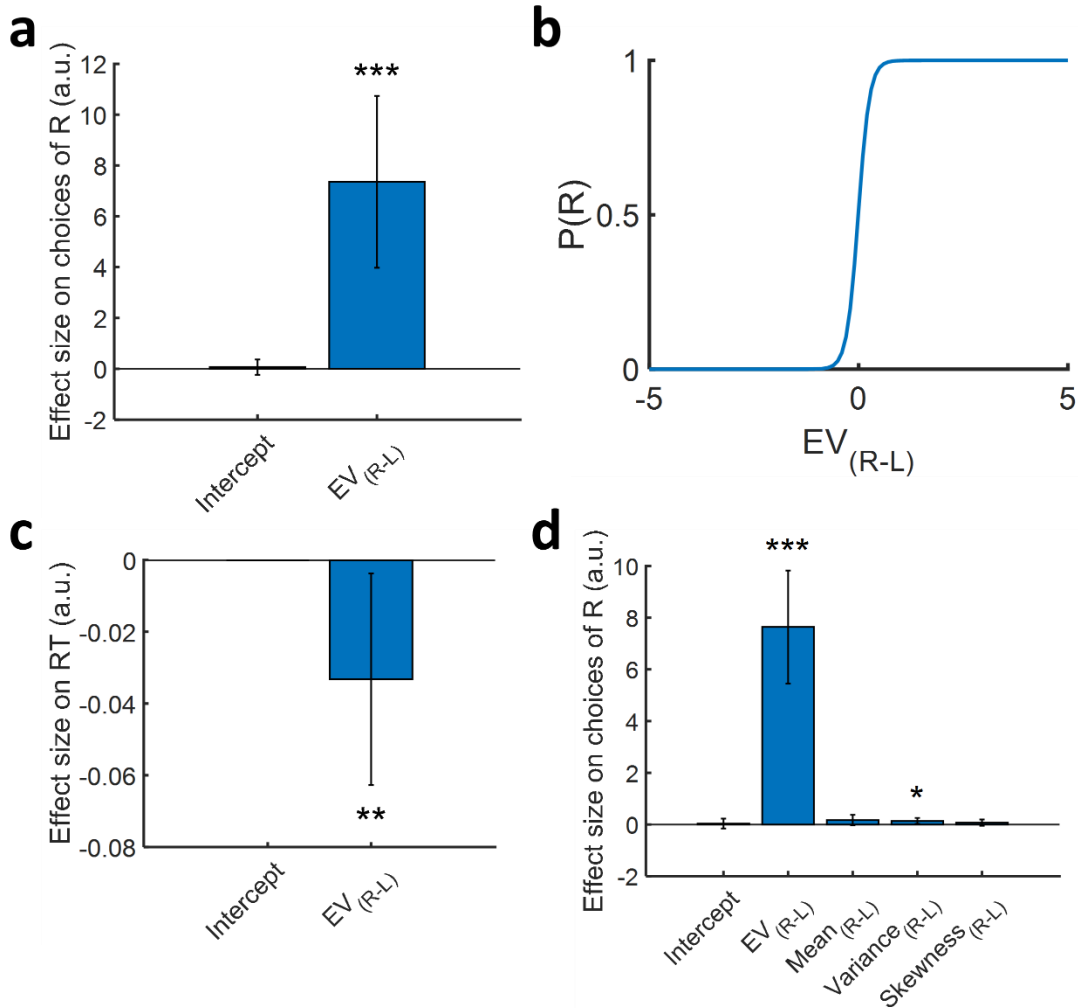 a
Effect size on choices of R (a.u.)
12
10
8
6
4
2
0
-2
***
Intercept
EV (R-L)
b
P(R)
1
0.5
0
-5
0
5
EV(R-L)
c
Effect size on RT (a.u.)
0
-0.02
-0.04
-0.06
-0.08
**
Intercept
EV (R-L)
d
Effect size on choices of R (a.u.)
10
8
6
4
2
0
-2
***
*
Intercept
EV (R-L)
Mean (R-L)
Variance (R-L)
Skewness (R-L)